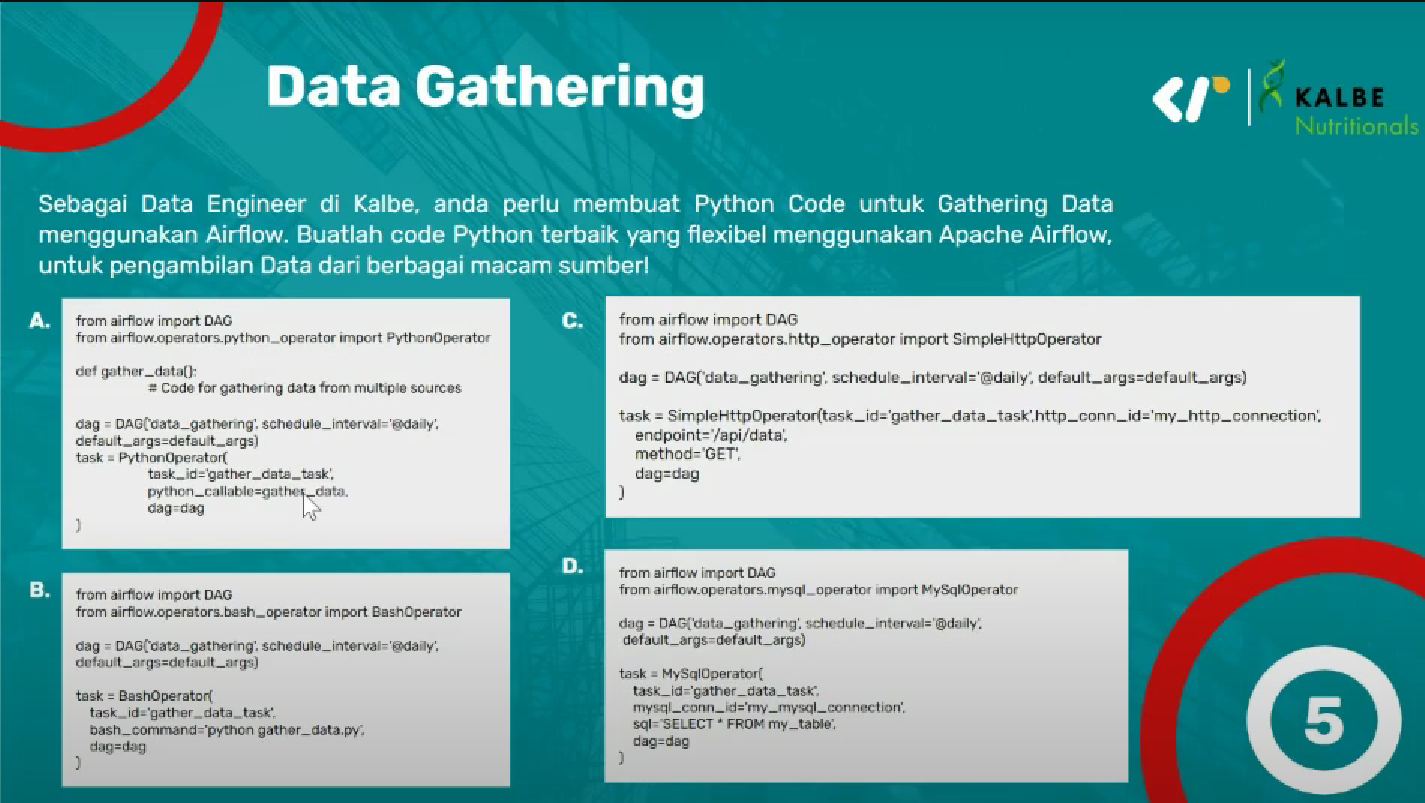 Data Gathering
KALBE
Nutritionals
Sebagai Data Engineer di Kalbe, anda perlu membuat Python Code untuk Gathering Data
menggunakan Airflow. Buatlah code Python terbaik yang flexibel menggunakan Apache Airflow,
untuk pengambilan Data dari berbagai macam sumber!
A.
from airflow import DAG
from airflow.operators.python_operator import PythonOperator
def gather_data():
# Code for gathering data from multiple sources
dag = DAG('data_gathering', schedule_interval='@daily',
default_args=default_args)
task = PythonOperator(
task_id='gather_data_task',
python_callable=gather_data,
dag=dag
)
B.
from airflow import DAG
from airflow.operators.bash_operator import BashOperator
dag = DAG('data_gathering', schedule_interval='@daily',
default_args=default_args)
task = BashOperator(
task_id='gather_data_task',
bash_command='python gather_data.py',
dag=dag
)
C.
from airflow import DAG
from airflow.operators.http_operator import SimpleHttpOperator
dag = DAG('data_gathering', schedule_interval='@daily', default_args=default_args)
task = SimpleHttpOperator(task_id='gather_data_task',http_conn_id='my_http_connection',
endpoint='/api/data',
method='GET',
dag=dag
)
D.
from airflow import DAG
from airflow.operators.mysql_operator import MySqlOperator
dag = DAG('data_gathering', schedule_interval='@daily',
default_args=default_args)
task = MySqlOperator(
task_id='gather_data_task',
mysql_conn_id='my_mysql_connection',
sql='SELECT * FROM my_table',
dag=dag
)
5